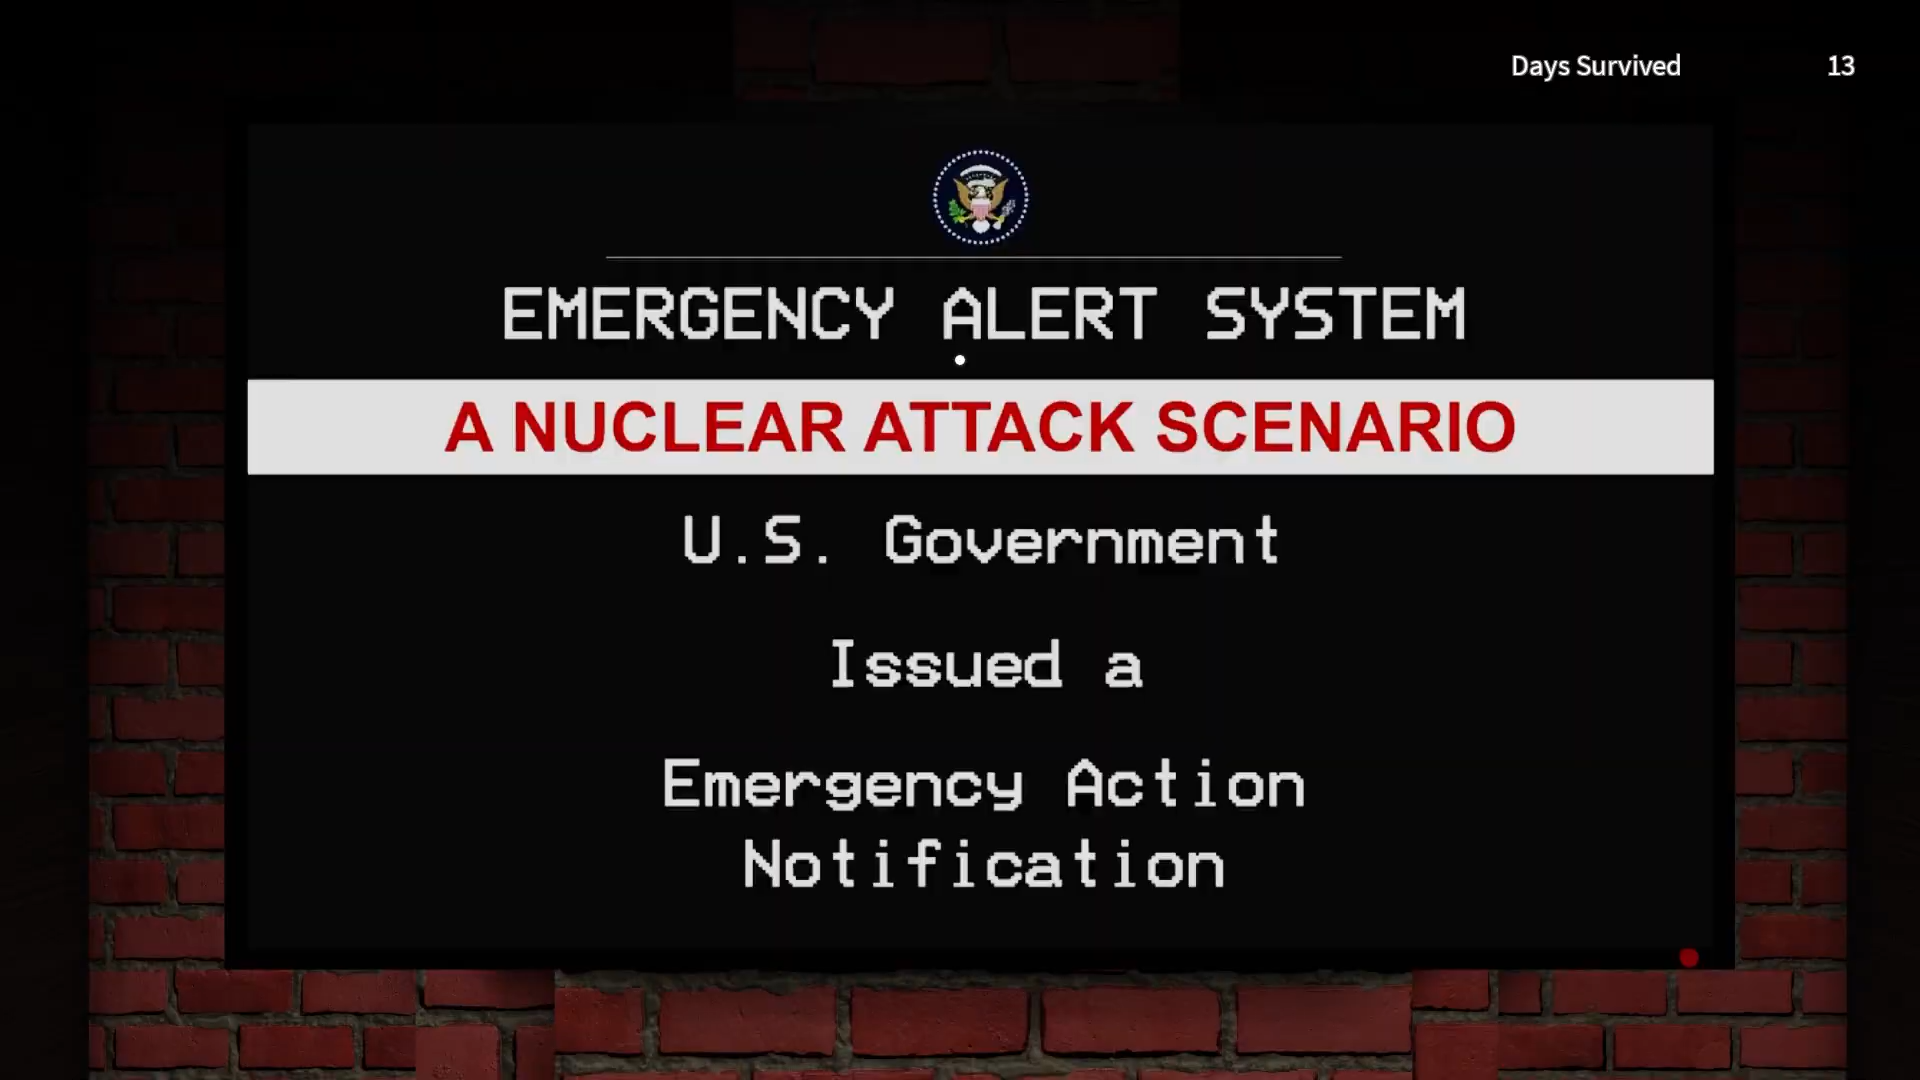 Days Survived 13
EMERGENCY ALERT SYSTEM
A NUCLEAR ATTACK SCENARIO
U.S. Government
Issued a
Emergency Action
Notification